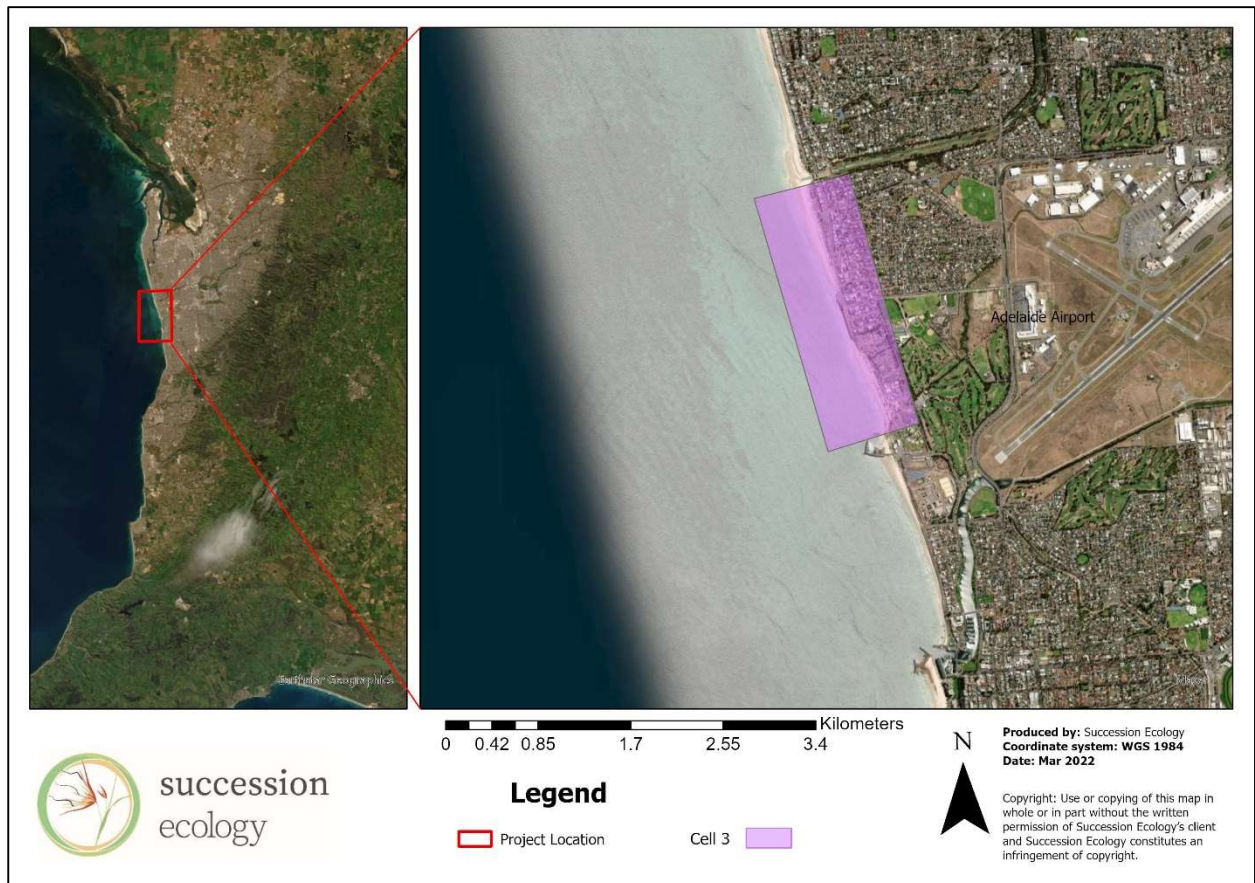 Adelaide Airport
Earthstar Geographics
Maxar
Kilometers
0 0.42 0.85 1.7 2.55 3.4
succession
ecology
Legend
Project Location
Cell 3
N
Produced by: Succession Ecology
Coordinate system: WGS 1984
Date: Mar 2022
Copyright: Use or copying of this map in
whole or in part without the written
permission of Succession Ecology's client
and Succession Ecology constitutes an
infringement of copyright.